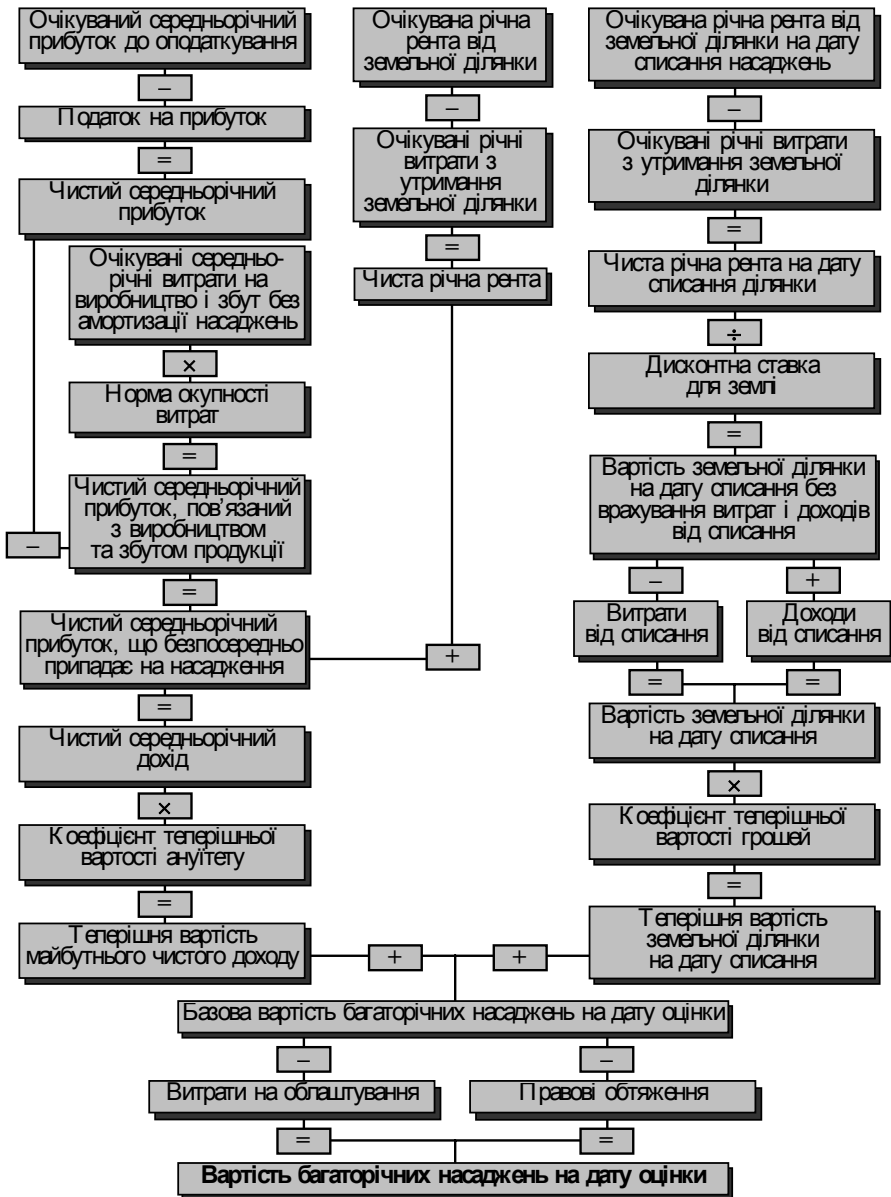 Очікуваний середньорічний
прибуток до оподаткування
–
Податок на прибуток
=
Чистий середньорічний
прибуток
Очікувані середньо-
річні витрати на
виробництво і збут без
амортизації насаджень
×
Норма окупності
витрат
=
Чистий середньорічний
прибуток, пов’язаний
з виробництвом
та збутом продукції
–
=
Чистий середньорічний
прибуток, що безпосередньо
припадає на насадження
=
Чистий середньорічний
дохід
×
Коефіцієнт теперішньої
вартості ануїтету
=
Теперішня вартість
майбутнього чистого доходу
Очікувана річна
рента від
земельної ділянки
–
Очікувані річні
витрати з
утримання
земельної ділянки
=
Чиста річна рента
+
Очікувана річна рента від
земельної ділянки на дату
списання насаджень
–
Очікувані річні витрати
з утримання земельної
ділянки
=
Чиста річна рента на дату
списання ділянки
÷
Дисконтна ставка
для землі
=
Вартість земельної ділянки
на дату списання без
врахування витрат і доходів
від списання
– +
Витрати
від списання
Доходи
від списання
= =
Вартість земельної ділянки
на дату списання
×
Коефіцієнт теперішньої
вартості грошей
=
Теперішня вартість
земельної ділянки
на дату списання
+ +
Базова вартість багаторічних насаджень на дату оцінки
– –
Витрати на облаштування
Правові обтяження
= =
Вартість багаторічних насаджень на дату оцінки